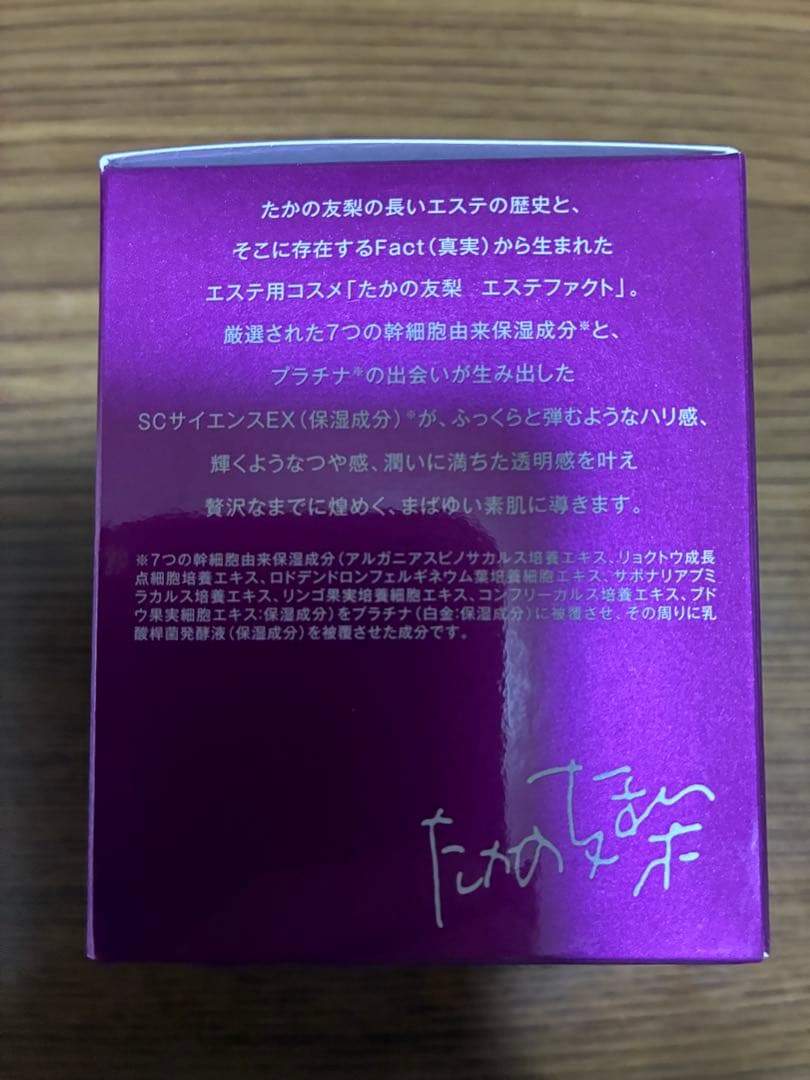 たかの友梨の長いエステの歴史と、
そこに存在するFact（真実）から生まれた
エステ用コスメ「たかの友梨　エステファクト」。
厳選された7つの幹細胞由来保湿成分※と、
プラチナ※の出会いが生み出した
SCサイエンスEX（保湿成分）※が、ふっくらと弾むようなハリ感、
輝くようなつや感、潤いに満ちた透明感を叶え
贅沢なまでに煌めく、まばゆい素肌に導きます。
※7つの幹細胞由来保湿成分（アルガニアスピノサカルス培養エキス、リョクトウ成長
点細胞培養エキス、ロドデンドロンフェルギネウム葉培養細胞エキス、サポナリアプミ
ラカルス培養エキス、リンゴ果実培養細胞エキス、コンフリーカルス培養エキス、ブド
ウ果実細胞エキス：保湿成分）をプラチナ（白金：保湿成分）に被覆させ、その周りに乳
酸桿菌発酵液（保湿成分）を被覆させた成分です。
たかの友梨